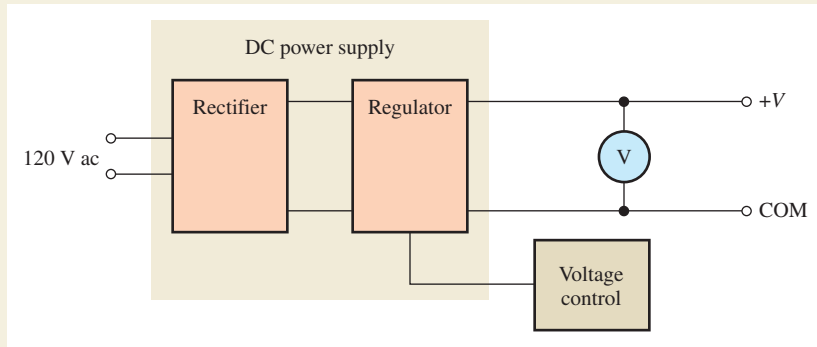 DC power supply
Rectifier
Regulator
+V
120 V ac
V
COM
Voltage
control